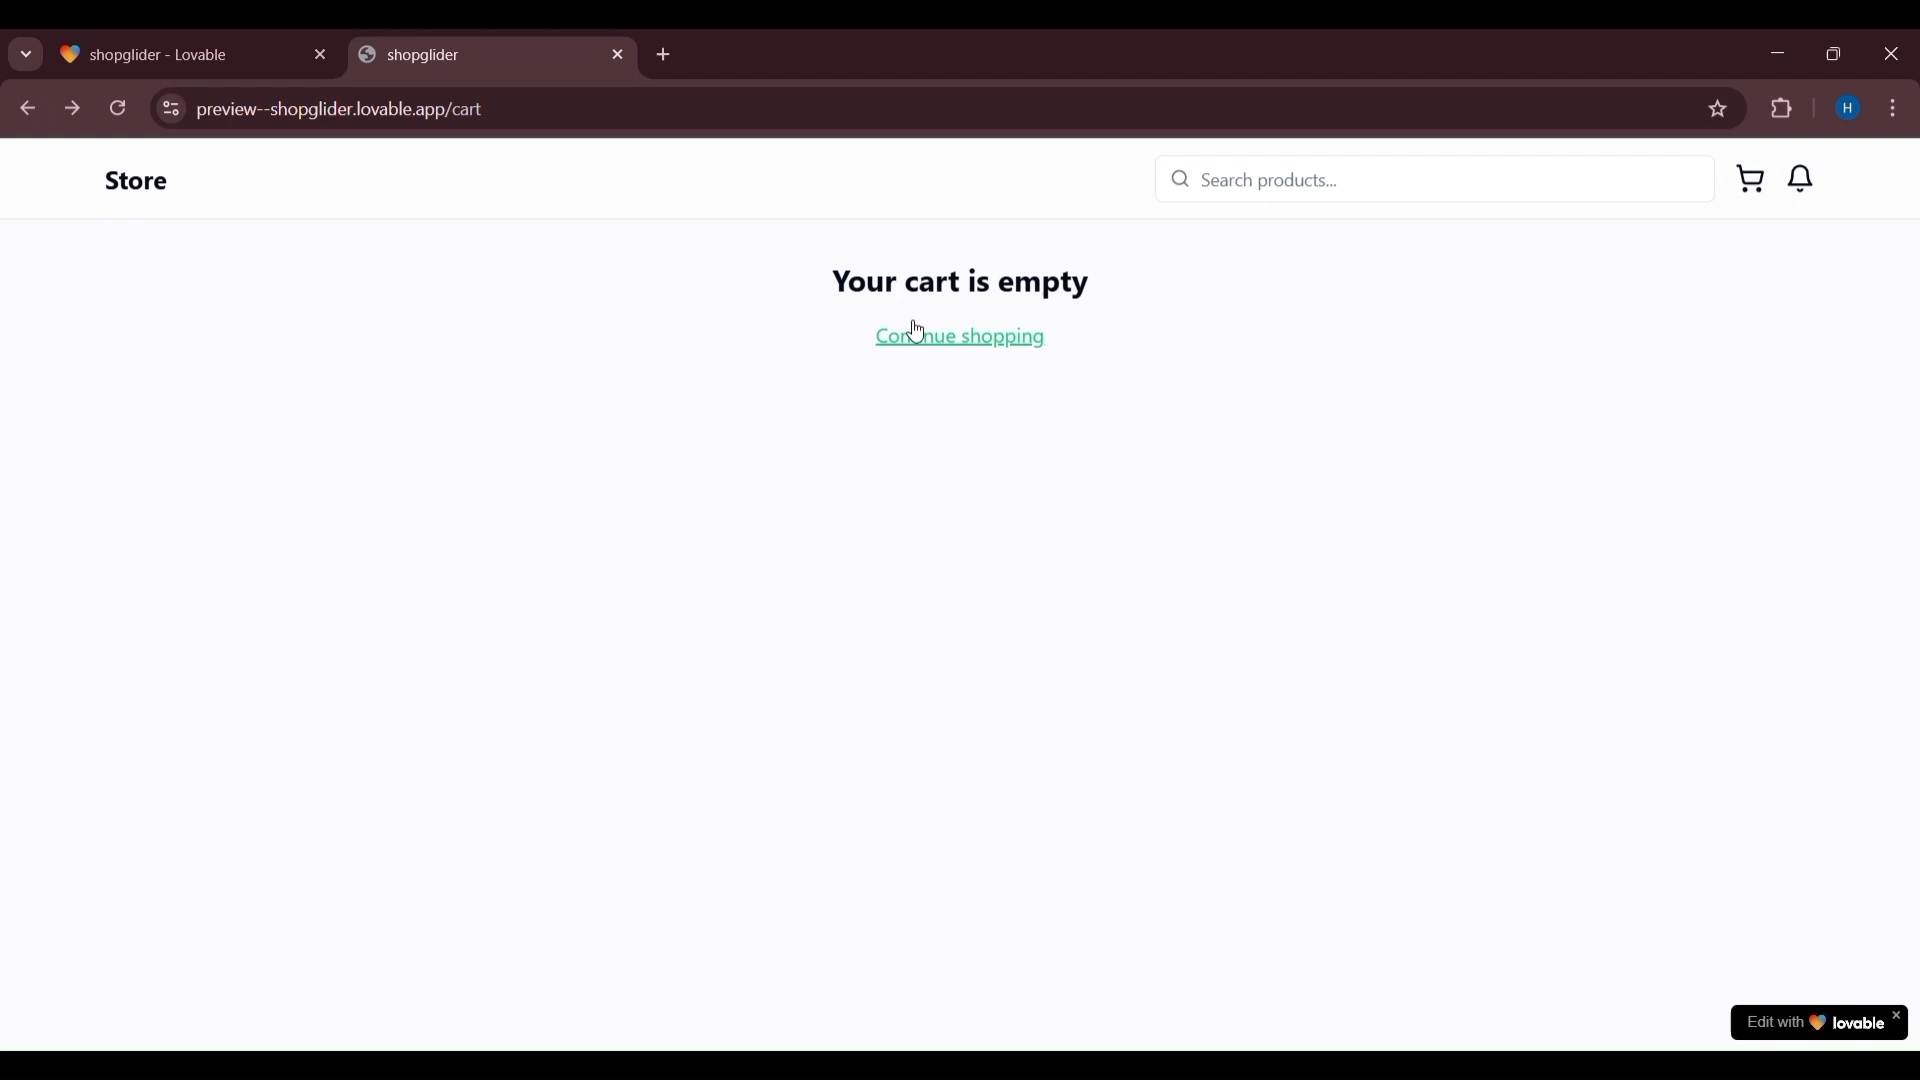 shopglider - Lovable
shopglider
preview--shopglider.lovable.app/cart
H
Store
Search products...
Your cart is empty
Continue shopping
Edit with lovable